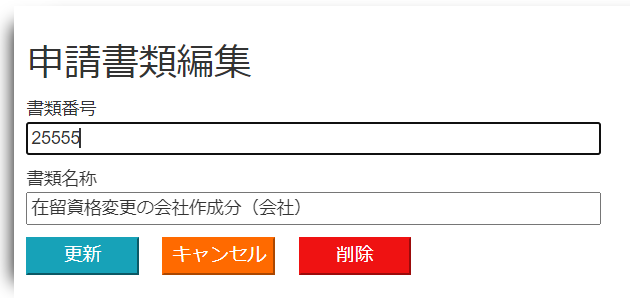 申請書類編集
書類番号
25555
書類名称
在留資格変更の会社作成分（会社）
更新 キャンセル 削除